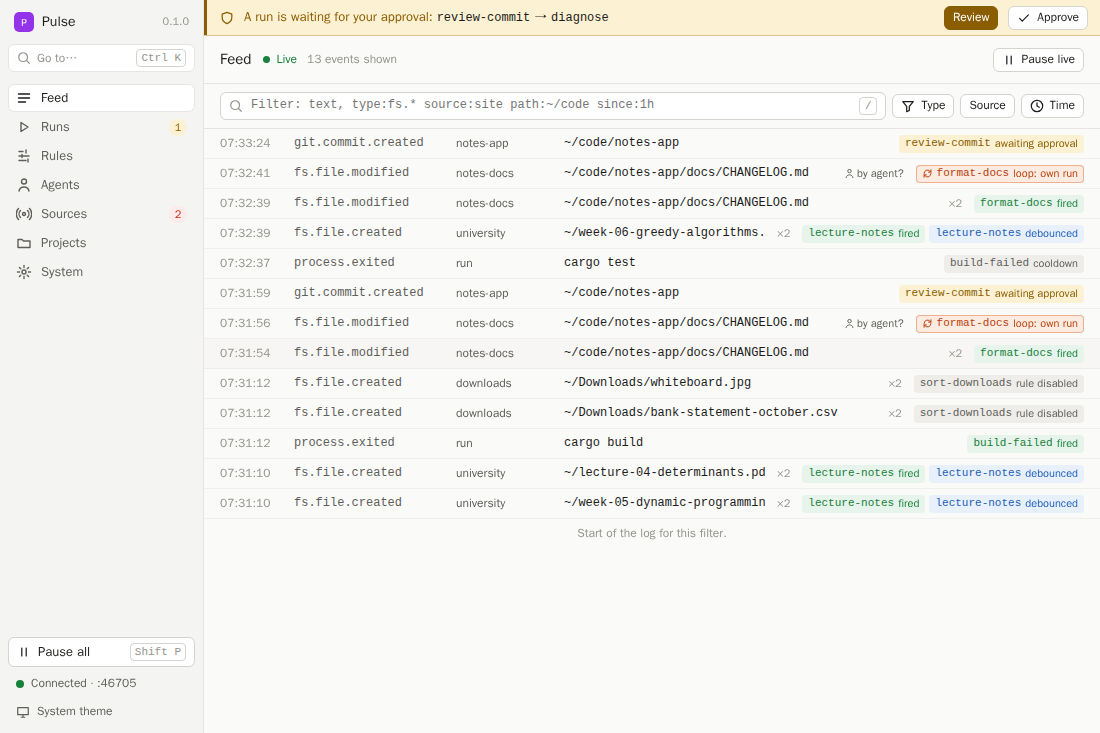 P Pulse 0.1.0
Go to··· Ctrl K
Feed
Runs 1
Rules
Agents
Sources 2
Projects
System
Pause all Shift P
Connected · :46705
System theme
A run is waiting for your approval: review-commit → diagnose Review Approve
Feed Live 13 events shown Pause live
Filter: text, type:fs.* source:site path:~/code since:1h / Type Source Time
07:33:24 git.commit.created notes-app ~/code/notes-app review-commit awaiting approval
07:32:41 fs.file.modified notes-docs ~/code/notes-app/docs/CHANGELOG.md by agent? format-docs loop: own run
07:32:39 fs.file.modified notes-docs ~/code/notes-app/docs/CHANGELOG.md ×2 format-docs fired
07:32:39 fs.file.created university ~/week-06-greedy-algorithms. ×2 lecture-notes fired lecture-notes debounced
07:32:37 process.exited run cargo test build-failed cooldown
07:31:59 git.commit.created notes-app ~/code/notes-app review-commit awaiting approval
07:31:56 fs.file.modified notes-docs ~/code/notes-app/docs/CHANGELOG.md by agent? format-docs loop: own run
07:31:54 fs.file.modified notes-docs ~/code/notes-app/docs/CHANGELOG.md ×2 format-docs fired
07:31:12 fs.file.created downloads ~/Downloads/whiteboard.jpg ×2 sort-downloads rule disabled
07:31:12 fs.file.created downloads ~/Downloads/bank-statement-october.csv ×2 sort-downloads rule disabled
07:31:12 process.exited run cargo build build-failed fired
07:31:10 fs.file.created university ~/lecture-04-determinants.pd ×2 lecture-notes fired lecture-notes debounced
07:31:10 fs.file.created university ~/week-05-dynamic-programmin ×2 lecture-notes fired lecture-notes debounced
Start of the log for this filter.